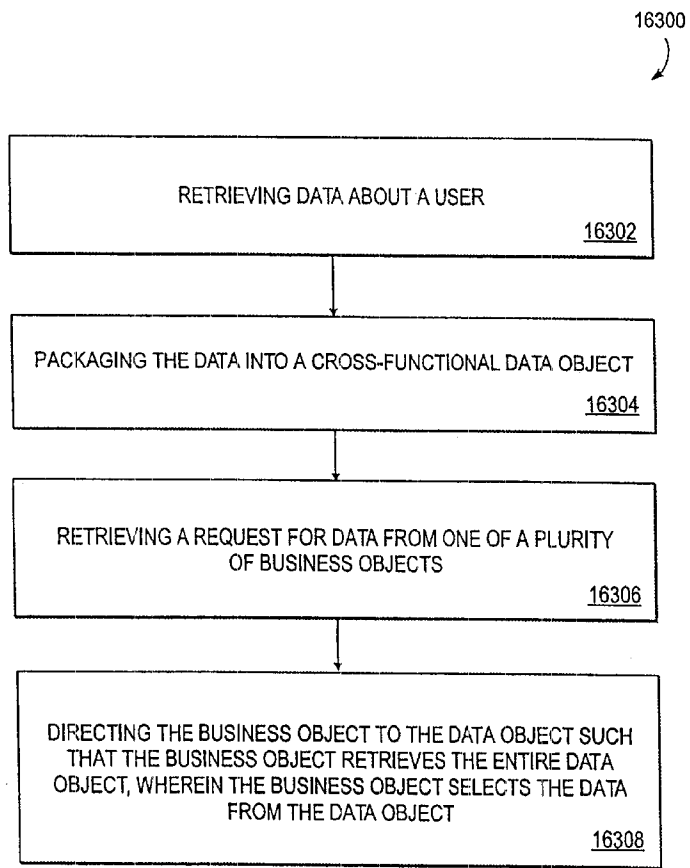 16300
RETRIEVING DATA ABOUT A USER
16302
PACKAGING THE DATA INTO A CROSS-FUNCTIONAL DATA OBJECT
16304
RETRIEVING A REQUEST FOR DATA FROM ONE OF A PLURITY
OF BUSINESS OBJECTS
16306
DIRECTING THE BUSINESS OBJECT TO THE DATA OBJECT SUCH
THAT THE BUSINESS OBJECT RETRIEVES THE ENTIRE DATA
OBJECT, WHEREIN THE BUSINESS OBJECT SELECTS THE DATA
FROM THE DATA OBJECT
16308